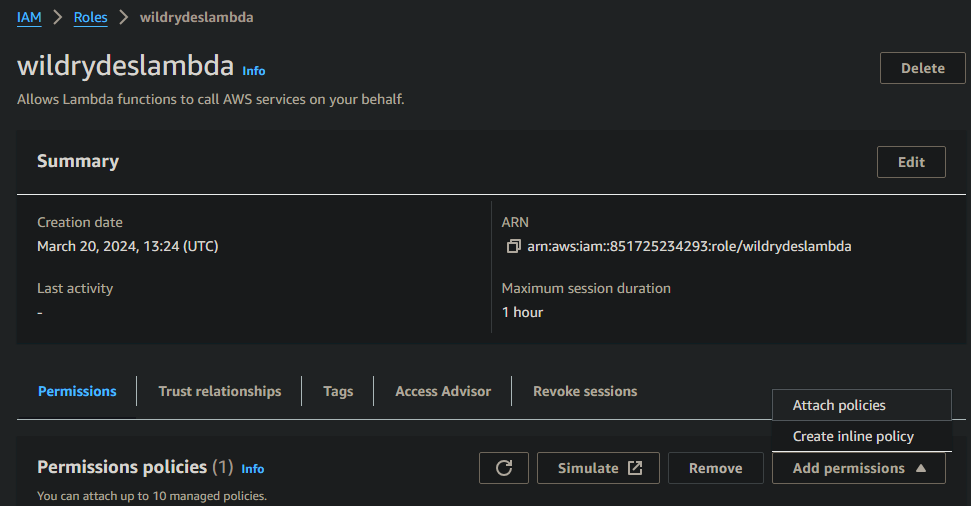 IAM > Roles > wildrydeslambda
wildrydeslambda Info
Delete
Allows Lambda functions to call AWS services on your behalf.
Summary
Edit
Creation date
March 20, 2024, 13:24 (UTC)
ARN
arn:aws:iam::851725234293:role/wildrydeslambda
Last activity
-
Maximum session duration
1 hour
Permissions
Trust relationships
Tags
Access Advisor
Revoke sessions
Attach policies
Create inline policy
Permissions policies (1) Info
Simulate
Remove
Add permissions
You can attach up to 10 managed policies.